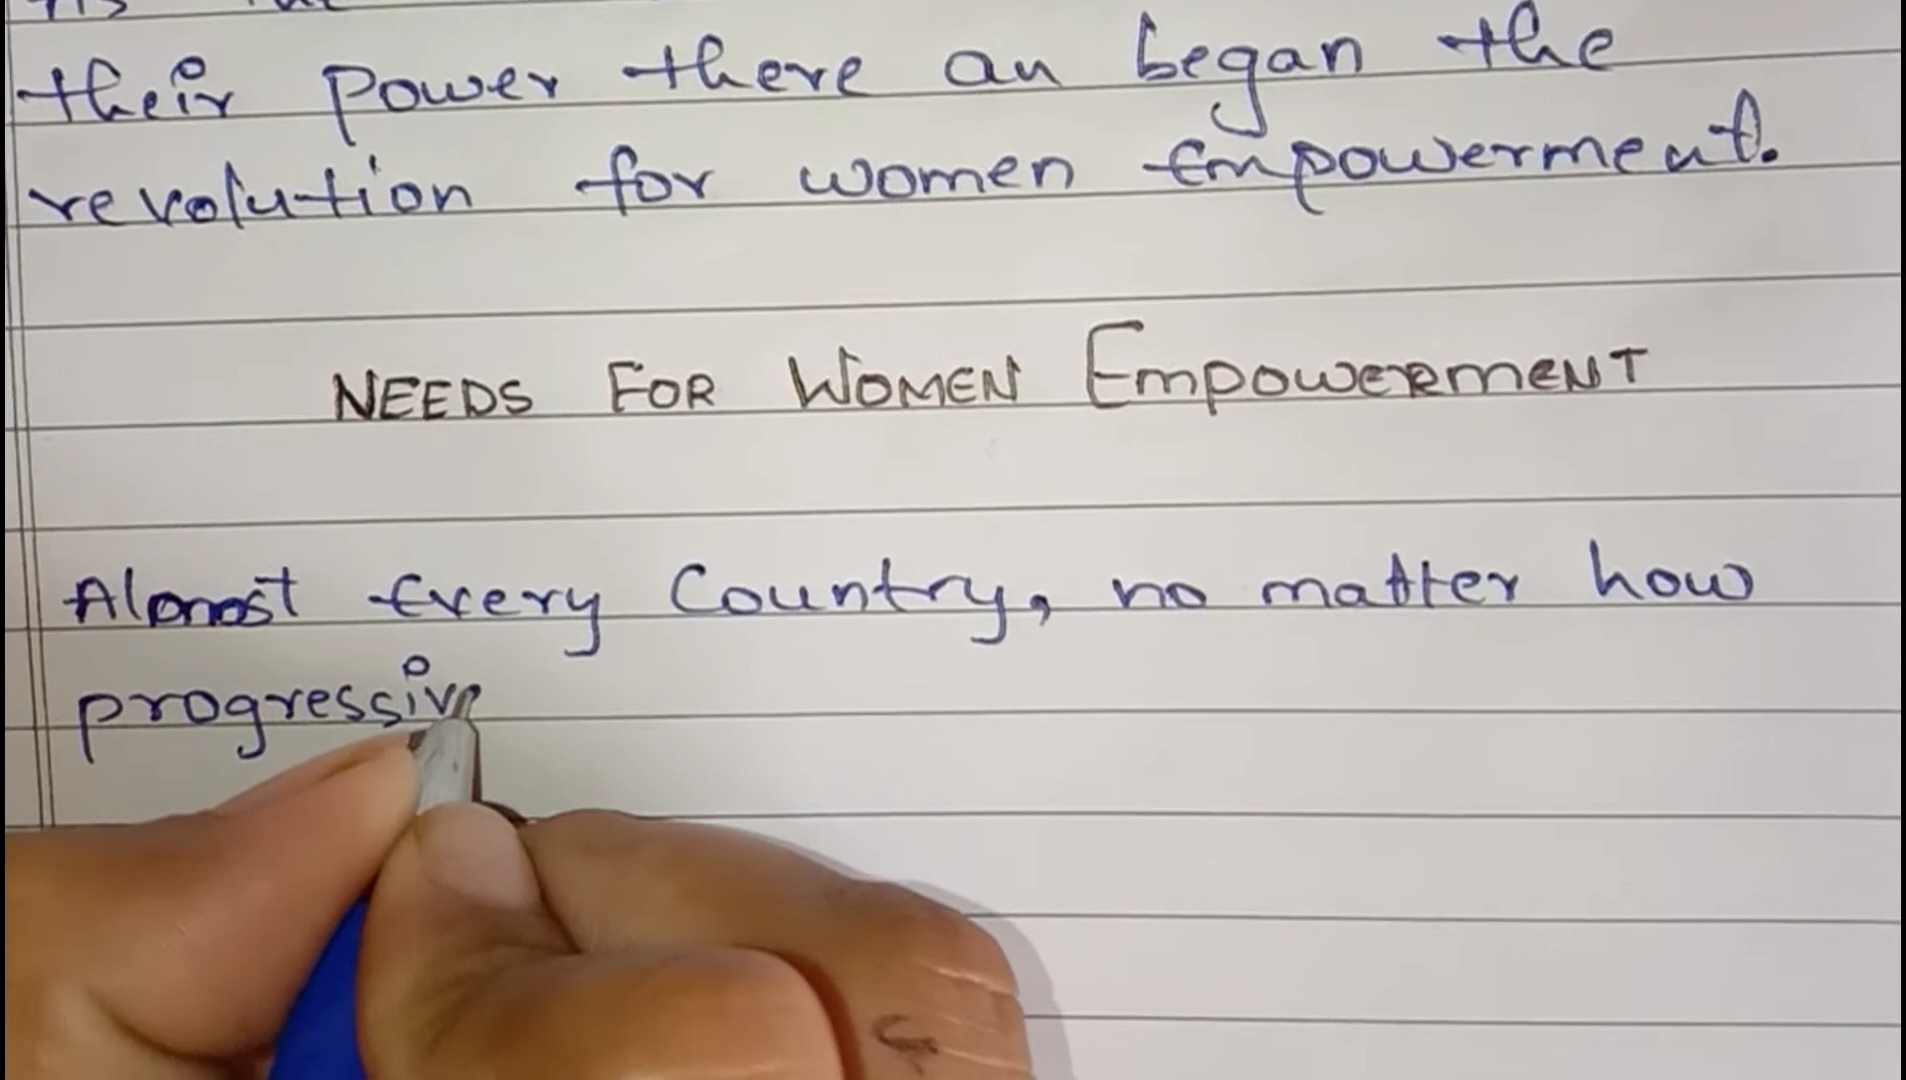 their power there an began the
revolution for women Empowerment.
NEEDS FOR WOMEN EMPOWERMENT
Almost Every Country, no matter how
progressive